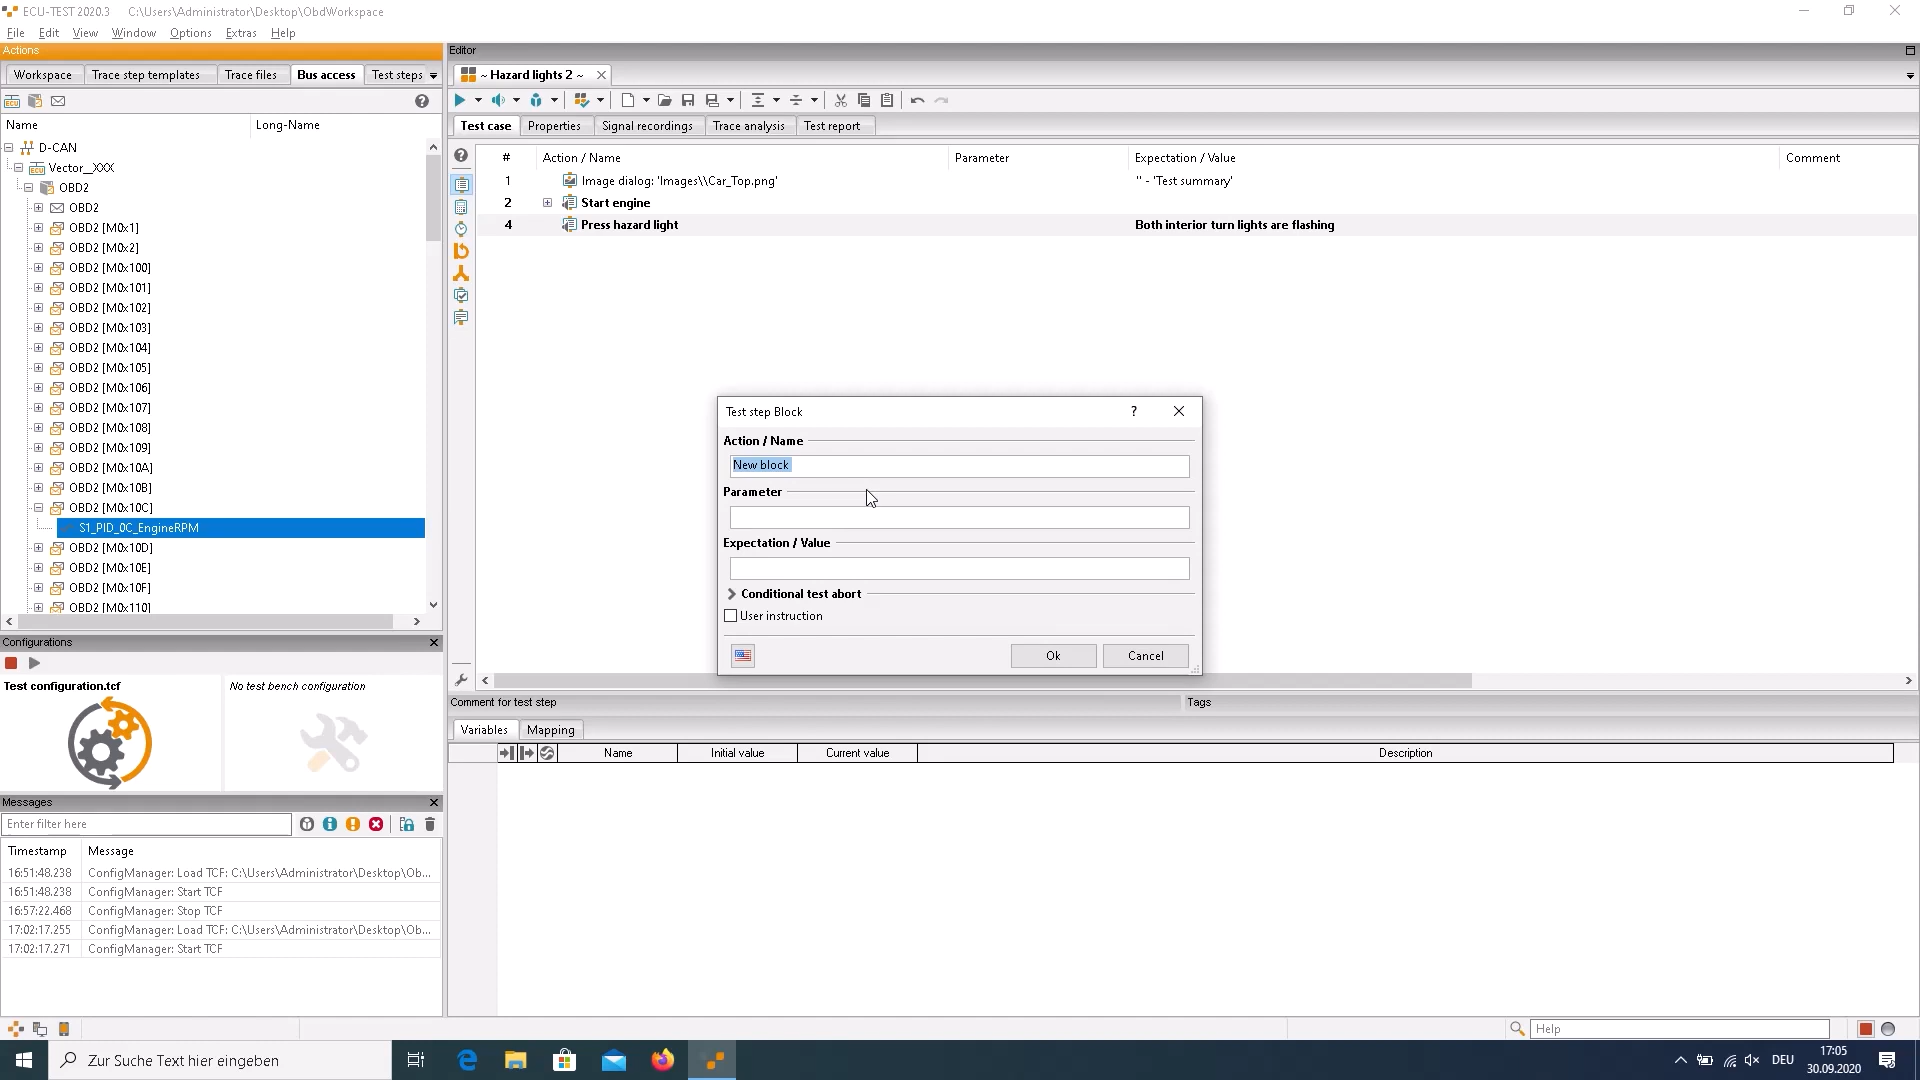 ECU-TEST 2020.3 C:\Users\Administrator\Desktop\ObdWorkspace
File Edit View Window Options Extras Help
Actions
Workspace Trace step templates Trace files Bus access Test steps
Name Long-Name
D-CAN
Vector__XXX
OBD2
OBD2
OBD2 [M0x1]
OBD2 [M0x2]
OBD2 [M0x100]
OBD2 [M0x101]
OBD2 [M0x102]
OBD2 [M0x103]
OBD2 [M0x104]
OBD2 [M0x105]
OBD2 [M0x106]
OBD2 [M0x107]
OBD2 [M0x108]
OBD2 [M0x109]
OBD2 [M0x10A]
OBD2 [M0x10B]
OBD2 [M0x10C]
S1_PID_0C_EngineRPM
OBD2 [M0x10D]
OBD2 [M0x10E]
OBD2 [M0x10F]
OBD2 [M0x110]
Configurations
Test configuration.tcf No test bench configuration
Messages
Enter filter here
Timestamp Message
16:51:48.238 ConfigManager: Load TCF: C:\Users\Administrator\Desktop\Ob...
16:51:48.238 ConfigManager: Start TCF
16:57:22.468 ConfigManager: Stop TCF
17:02:17.255 ConfigManager: Load TCF: C:\Users\Administrator\Desktop\Ob...
17:02:17.271 ConfigManager: Start TCF
Editor
~ Hazard lights 2 ~
Test case Properties Signal recordings Trace analysis Test report
# Action / Name Parameter Expectation / Value Comment
1 Image dialog: 'Images\\Car_Top.png' '' - 'Test summary'
2 Start engine
4 Press hazard light Both interior turn lights are flashing
Test step Block ?
Action / Name
New block
Parameter
Expectation / Value
Conditional test abort
User instruction
Ok Cancel
Comment for test step Tags
Variables Mapping
Name Initial value Current value Description
Help
Zur Suche Text hier eingeben
DEU 17:05
30.09.2020